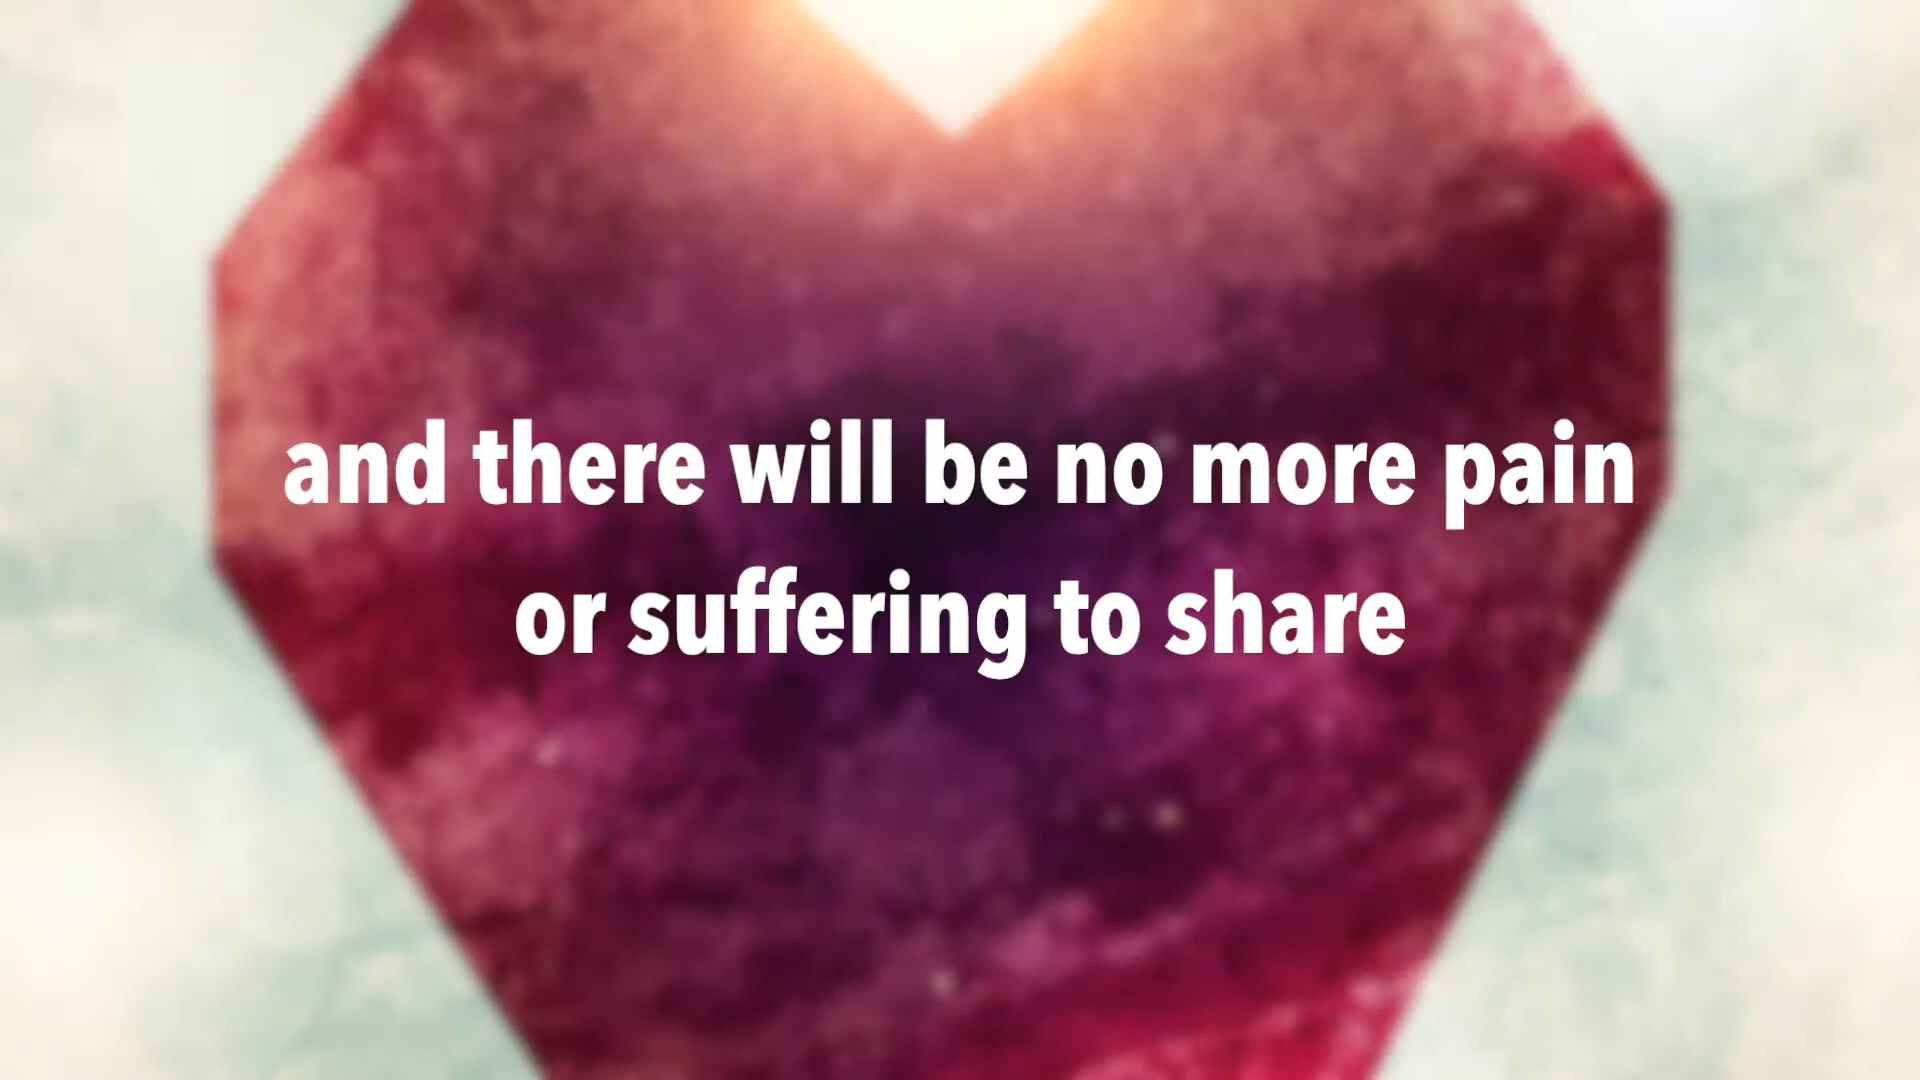 and there will be no more pain
or suffering to share